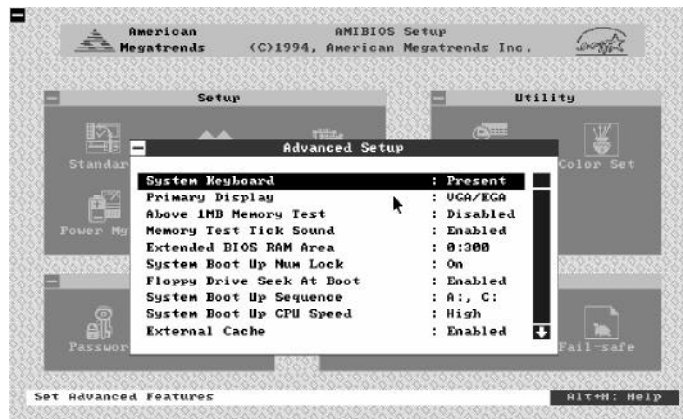 American
Megatrends
AMIBIOS Setup
(C)1994, American Megatrends Inc.
Setup
Utility
Standar
Color Set
Power Mg
Passwor
Fail-safe
Advanced Setup
System Keyboard : Present
Primary Display : VGA/EGA
Above 1MB Memory Test : Disabled
Memory Test Tick Sound : Enabled
Extended BIOS RAM Area : 0:300
System Boot Up Num Lock : On
Floppy Drive Seek At Boot : Enabled
System Boot Up Sequence : A:, C:
System Boot Up CPU Speed : High
External Cache : Enabled
Set Advanced Features
Alt+H: Help